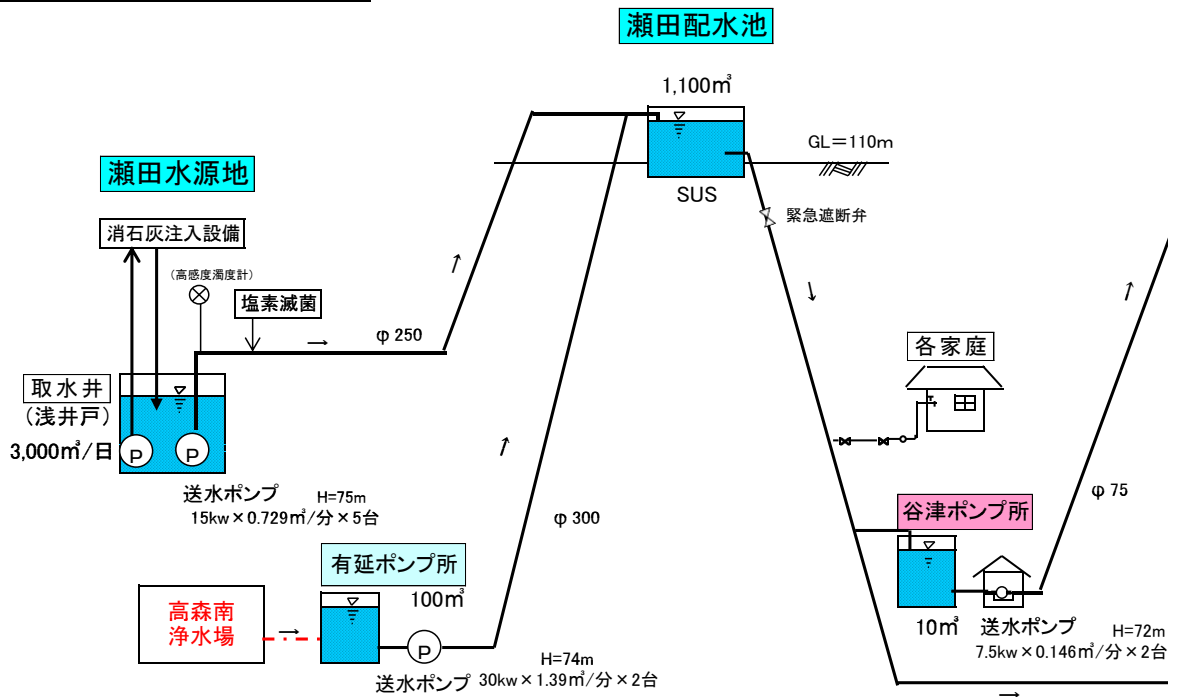 瀬田配水池
1,100㎥
GL=110m
SUS
緊急遮断弁
瀬田水源地
消石灰注入設備
(高感度濁度計)
塩素滅菌
→
φ 250
取水井
(浅井戸)
3,000㎥/日
P
P
送水ポンプ H=75m
15kw×0.729㎥/分×5台
→
→
φ 300
有延ポンプ所
100㎥
高森南
浄水場
→
P
H=74m
送水ポンプ 30kw×1.39㎥/分×2台
→
各家庭
谷津ポンプ所
10㎥
→
φ 75
送水ポンプ H=72m
7.5kw×0.146㎥/分×2台
→